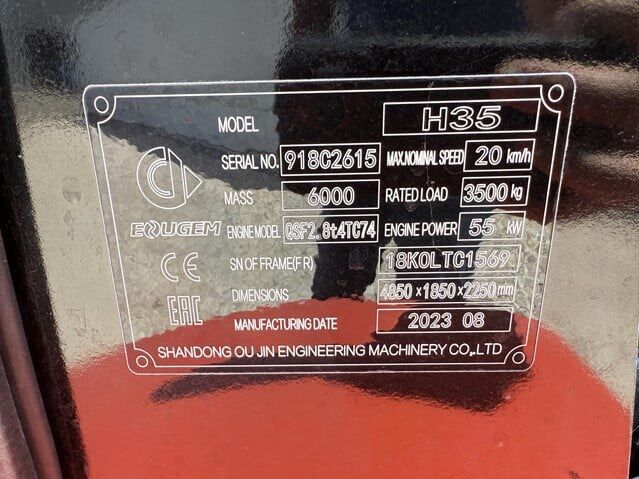 MODEL H35
SERIAL NO. 918C2615 MAX.NOMINAL SPEED 20 km/h
MASS 6000 RATED LOAD 3500 kg
EOUGEM ENGINE MODEL QSF2.8t4TC74 ENGINE POWER 55 kW
CE SN OF FRAME(FR) 18K0LTC1569
EAC DIMENSIONS 4850×1850×2250mm
MANUFACTURING DATE 2023 08
SHANDONG OU JIN ENGINEERING MACHINERY CO.,LTD